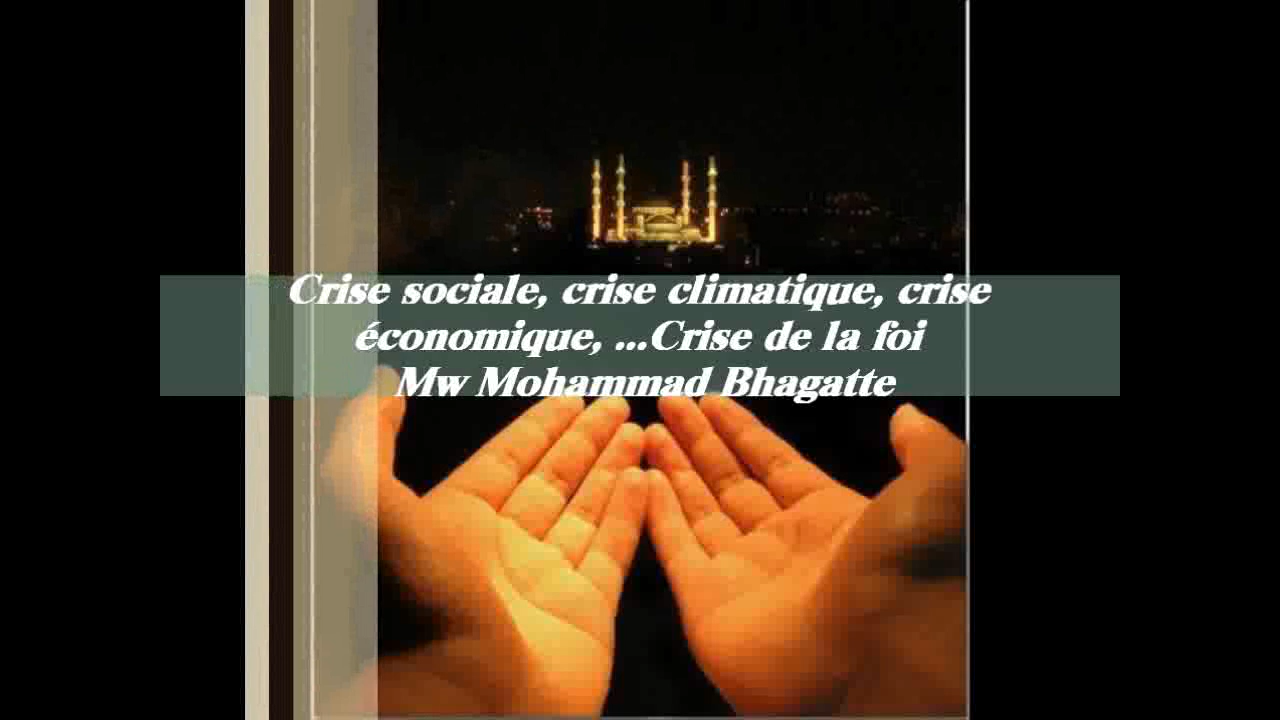 Crise sociale, crise climatique, crise
économique, ...Crise de la foi
Mw Mohammad Bhagatte